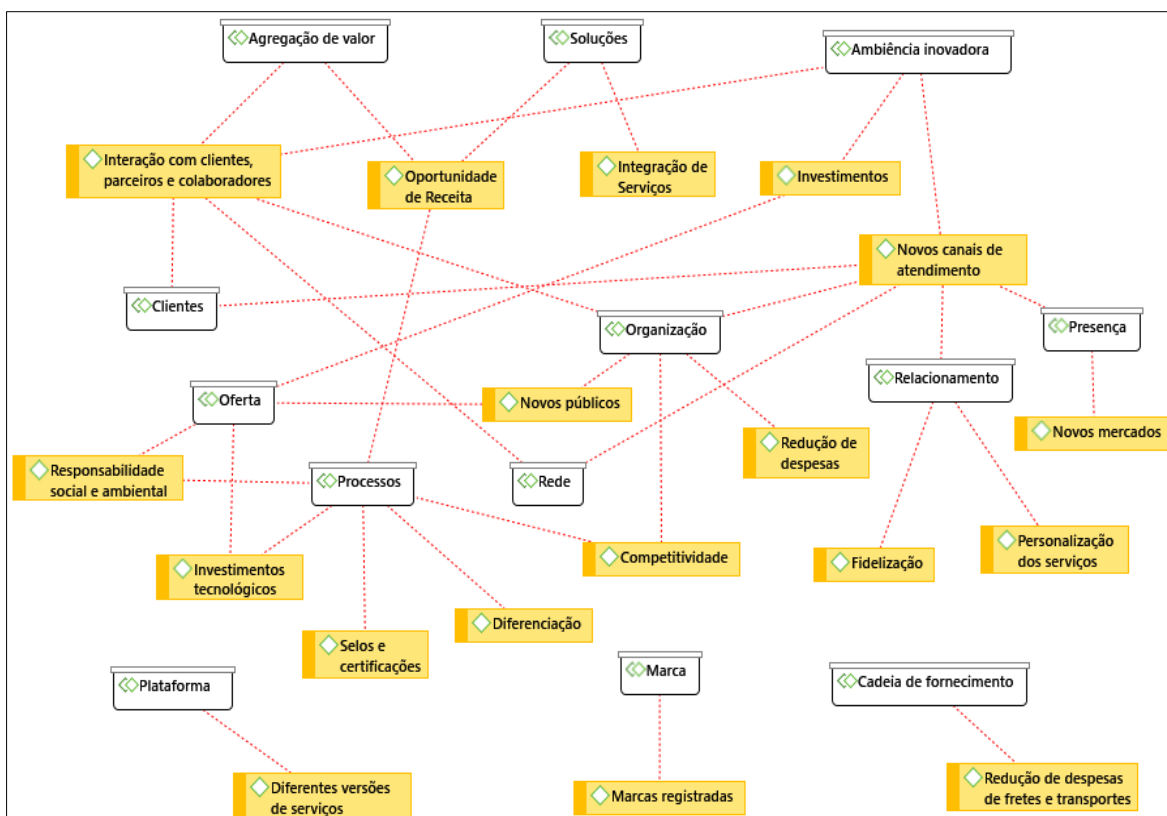 Agregação de valor
Soluções
Ambiência inovadora
Interação com clientes,
parceiros e colaboradores
Oportunidade
de Receita
Integração de
Serviços
Investimentos
Novos canais de
atendimento
Clientes
Organização
Presença
Relacionamento
Oferta
Novos públicos
Novos mercados
Redução de
despesas
Responsabilidade
social e ambiental
Processos
Rede
Investimentos
tecnológicos
Competitividade
Fidelização
Personalização
dos serviços
Diferenciação
Selos e
certificações
Plataforma
Marca
Cadeia de fornecimento
Diferentes versões
de serviços
Marcas registradas
Redução de despesas
de fretes e transportes